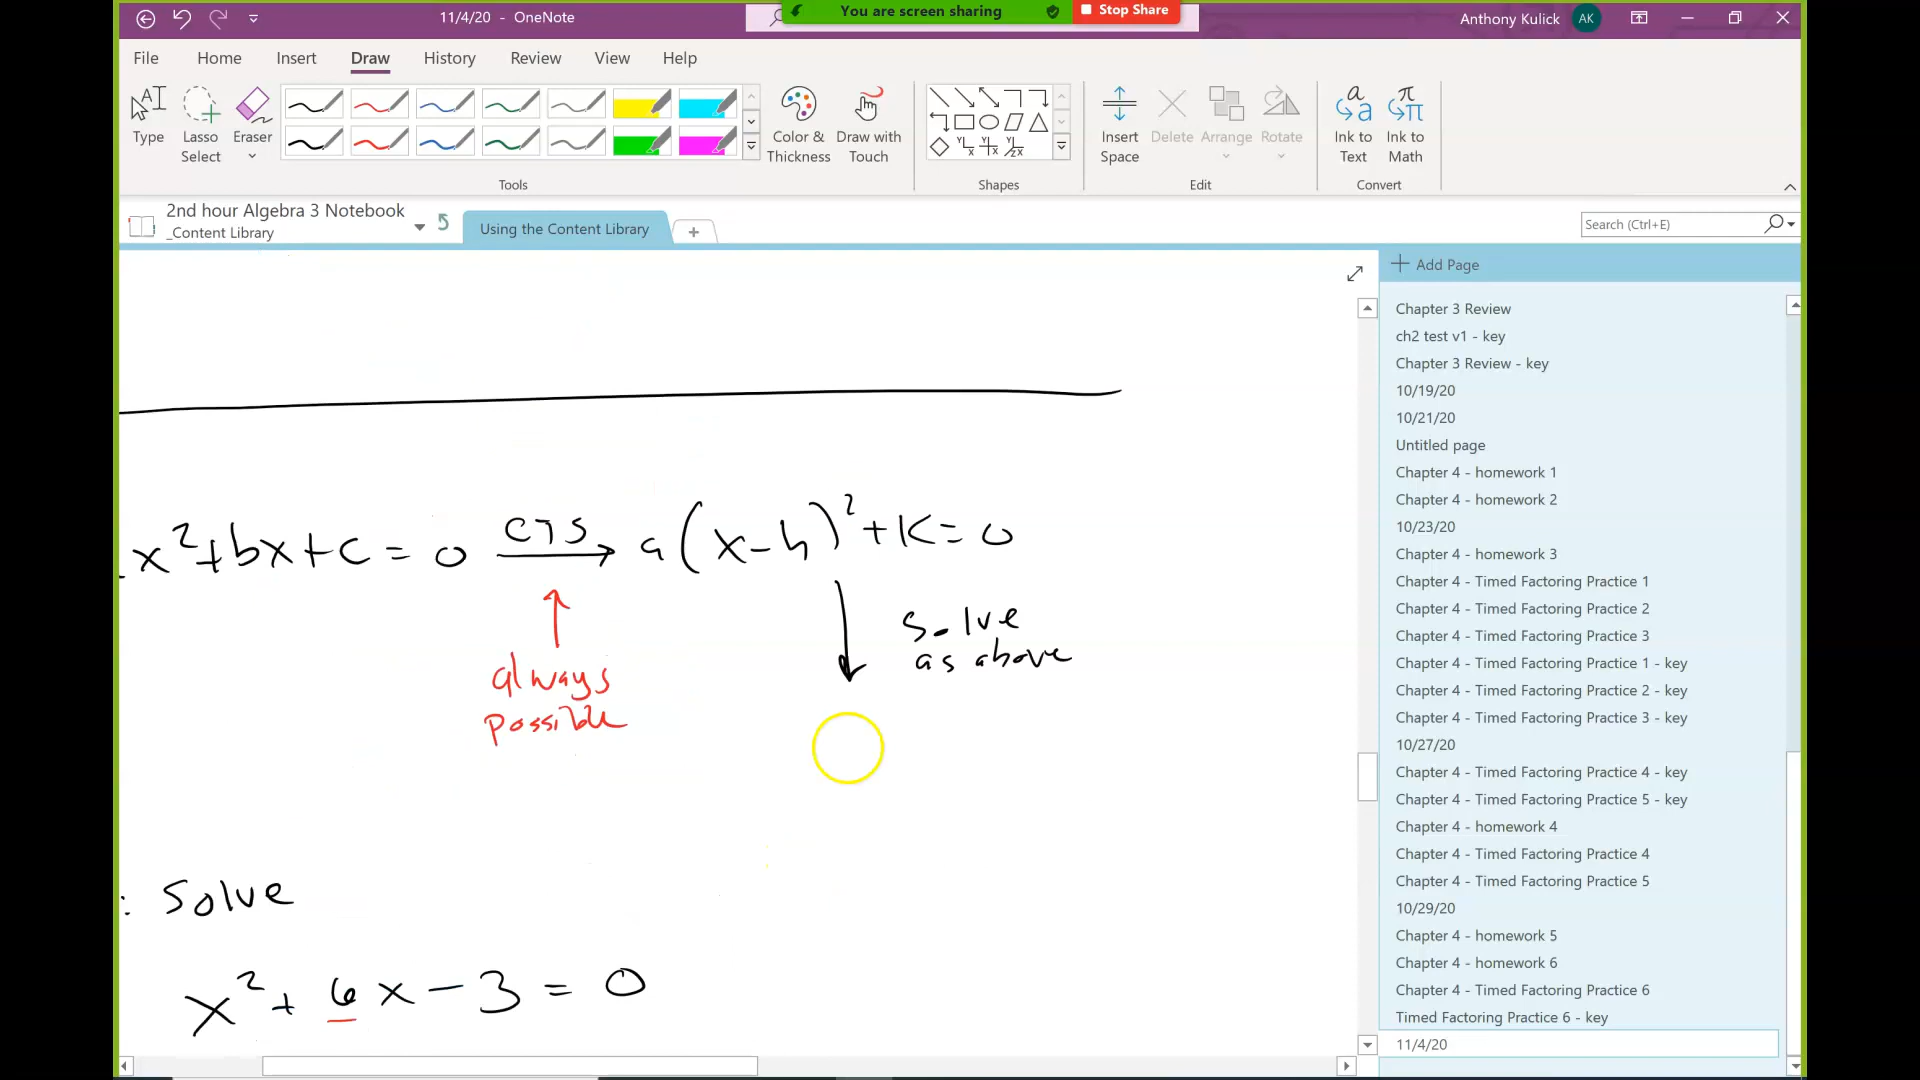 11/4/20 - OneNote
You are screen sharing
Stop Share
Anthony Kulick
AK
File Home Insert Draw History Review View Help
Type
Lasso Select
Eraser
Color & Thickness
Draw with Touch
Insert Space
Delete
Arrange
Rotate
Ink to Text
Ink to Math
Tools
Shapes
Edit
Convert
2nd hour Algebra 3 Notebook
_Content Library
Using the Content Library
Search (Ctrl+E)
Add Page
Chapter 3 Review
ch2 test v1 - key
Chapter 3 Review - key
10/19/20
10/21/20
Untitled page
Chapter 4 - homework 1
Chapter 4 - homework 2
10/23/20
Chapter 4 - homework 3
Chapter 4 - Timed Factoring Practice 1
Chapter 4 - Timed Factoring Practice 2
Chapter 4 - Timed Factoring Practice 3
Chapter 4 - Timed Factoring Practice 1 - key
Chapter 4 - Timed Factoring Practice 2 - key
Chapter 4 - Timed Factoring Practice 3 - key
10/27/20
Chapter 4 - Timed Factoring Practice 4 - key
Chapter 4 - Timed Factoring Practice 5 - key
Chapter 4 - homework 4
Chapter 4 - Timed Factoring Practice 4
Chapter 4 - Timed Factoring Practice 5
10/29/20
Chapter 4 - homework 5
Chapter 4 - homework 6
Chapter 4 - Timed Factoring Practice 6
Timed Factoring Practice 6 - key
11/4/20
x²+bx+c = 0 CTS → a(x-h)²+K=0
always
possible
solve
as above
: Solve
x² + 6x - 3 = 0